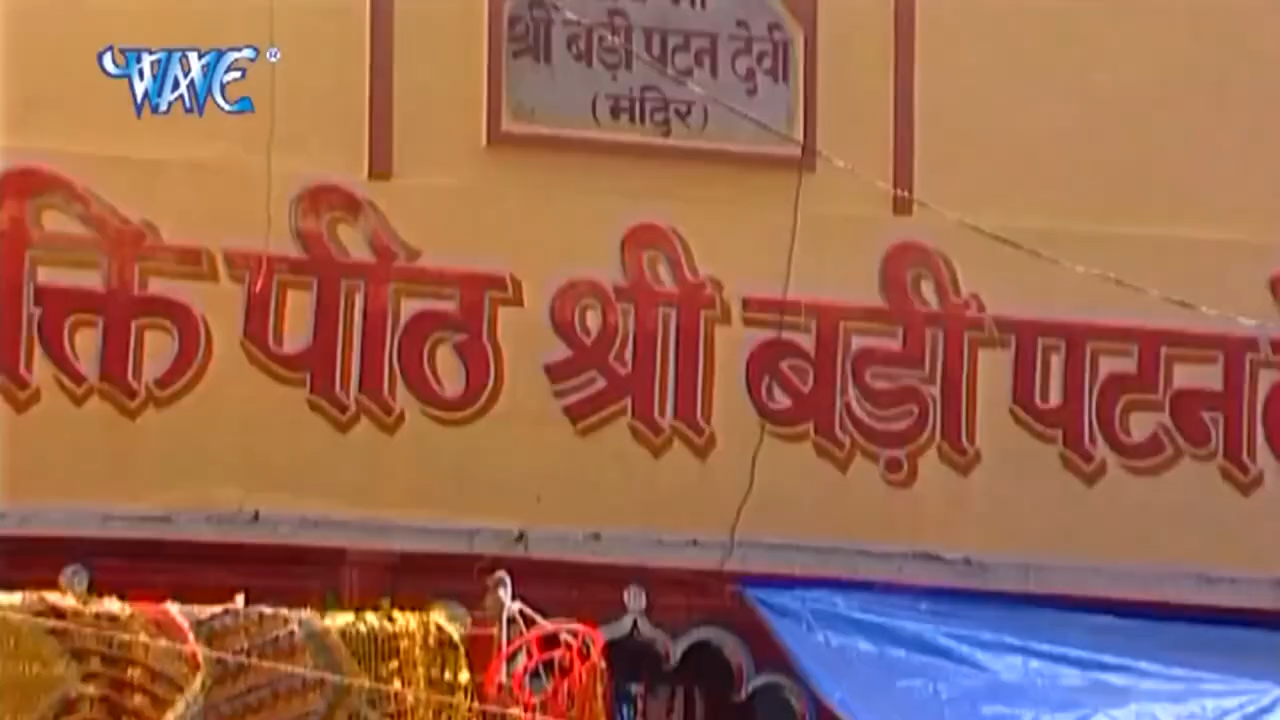 WAVE®
श्री बड़ी पटन देवी
(मंदिर)
क्ति पीठ श्री बड़ी पटन